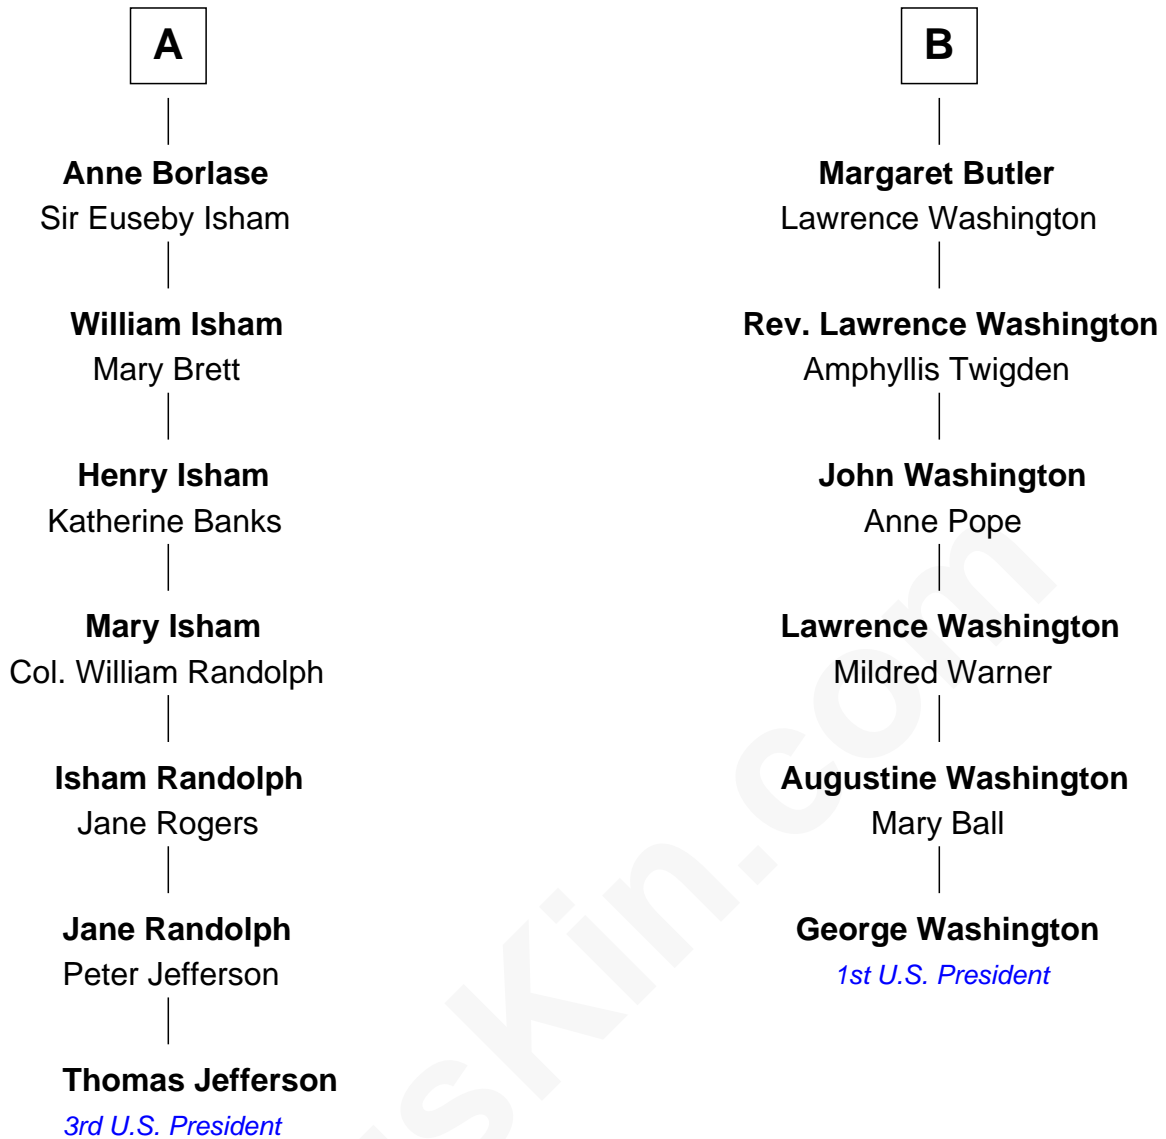 A
Anne Borlase
Sir Euseby Isham
William Isham
Mary Brett
Henry Isham
Katherine Banks
Mary Isham
Col. William Randolph
Isham Randolph
Jane Rogers
Jane Randolph
Peter Jefferson
Thomas Jefferson
3rd U.S. President
B
Margaret Butler
Lawrence Washington
Rev. Lawrence Washington
Amphyllis Twigden
John Washington
Anne Pope
Lawrence Washington
Mildred Warner
Augustine Washington
Mary Ball
George Washington
1st U.S. President
isKin.com